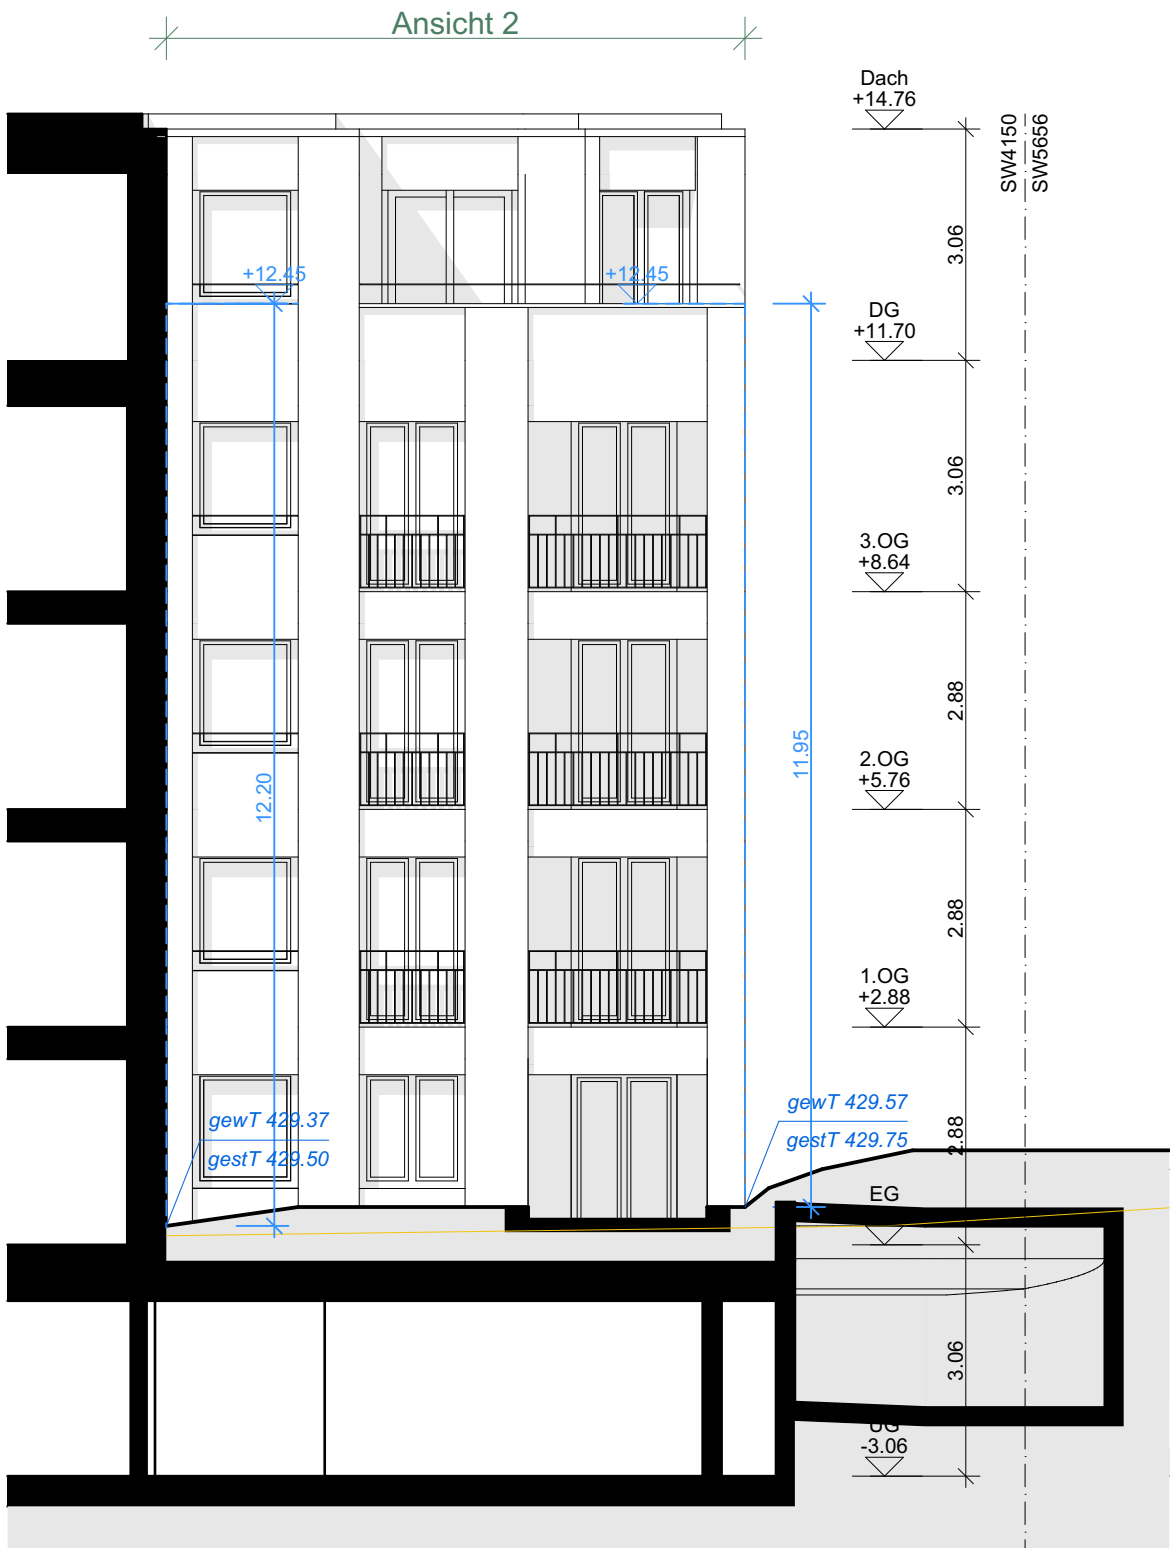 Ansicht 2
Dach
+14.76
SW4150
SW5656
3.06
+12.45
+12.45
DG
+11.70
3.06
3.OG
+8.64
2.88
11.95
2.OG
+5.76
12.20
2.88
1.OG
+2.88
gewT 429.37
gestT 429.50
gewT 429.57
gestT 429.75
2.88
EG
3.06
UG
-3.06